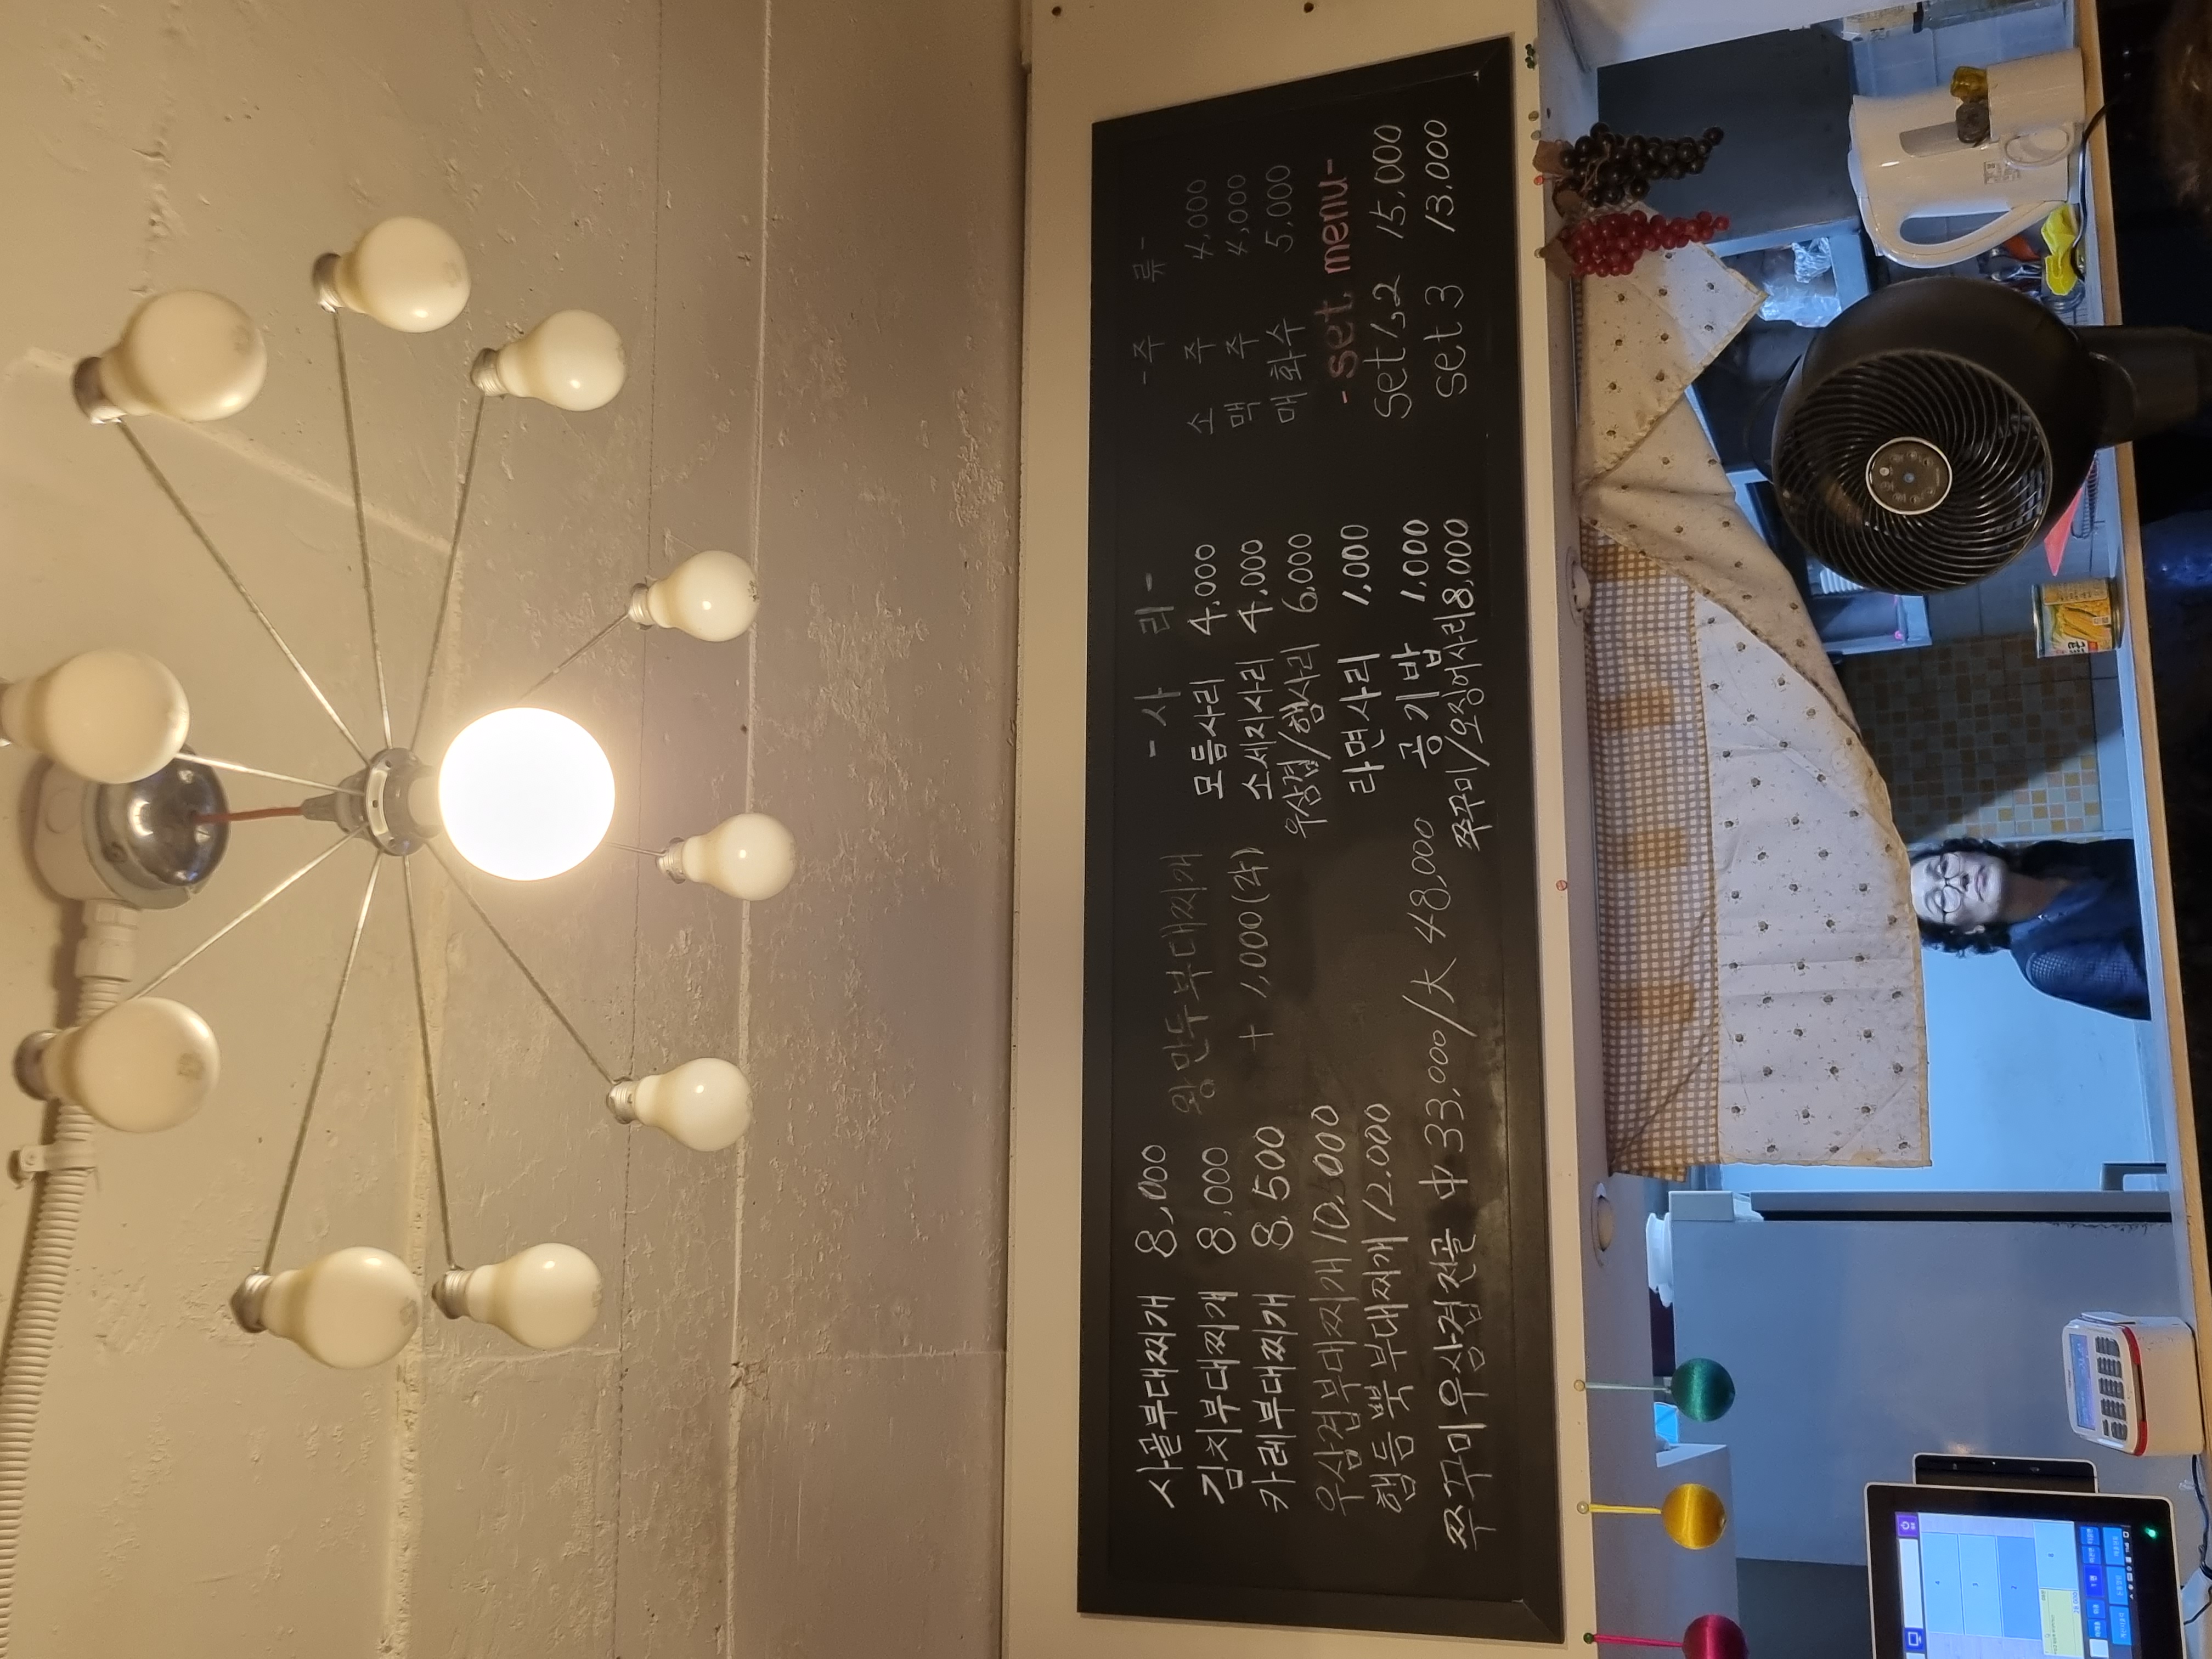 사골부대찌개 8,000
김치부대찌개 8,000
카레부대찌개 8,500
우삼겹부대찌개 10,000
햄듬뿍부대찌개 12.000
쭈꾸미우삼겹전골 中 33,000/大 48,000
왕만두부대찌개
+ 1,000(각)
-사 리-
모듬사리 4,000
소세지사리 4,000
우삼겹/햄사리 6,000
라면사리 1,000
공기밥 1,000
쭈꾸미/오징어사리 8,000
-주 류-
소 주 4,000
맥 주 4,000
매화수 5,000
-set menu-
set 1,2 15,000
set 3 13,000